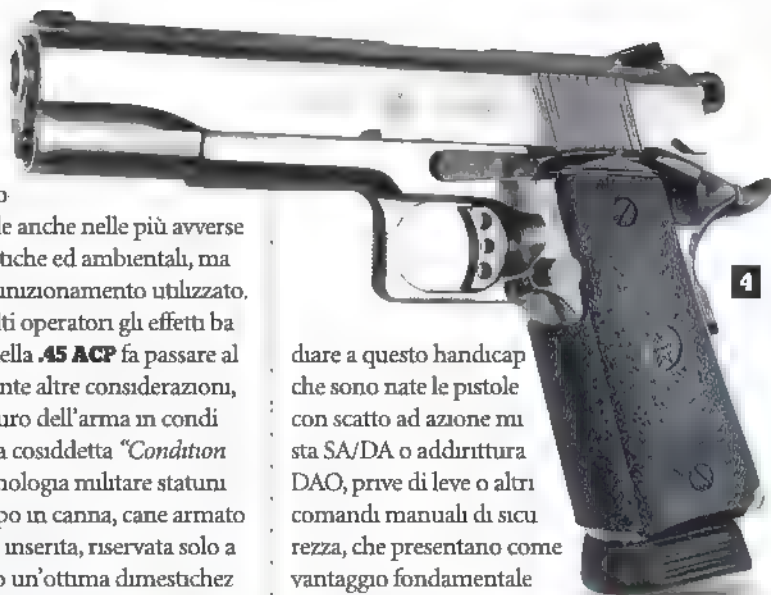 le anche nelle più avverse
tiche ed ambientali, ma
unizionamento utilizzato.
lti operatori gli effetti ba
ella .45 ACP fa passare al
nte altre considerazioni,
uro dell'arma in condi
a cosiddetta "Condition
nologia militare statuni
po in canna, cane armato
inserita, riservata solo a
o un'ottima dimestichez
diare a questo handicap
che sono nate le pistole
con scatto ad azione mi
sta SA/DA o addirittura
DAO, prive di leve o altri
comandi manuali di sicu
rezza, che presentano come
vantaggio fondamentale
4